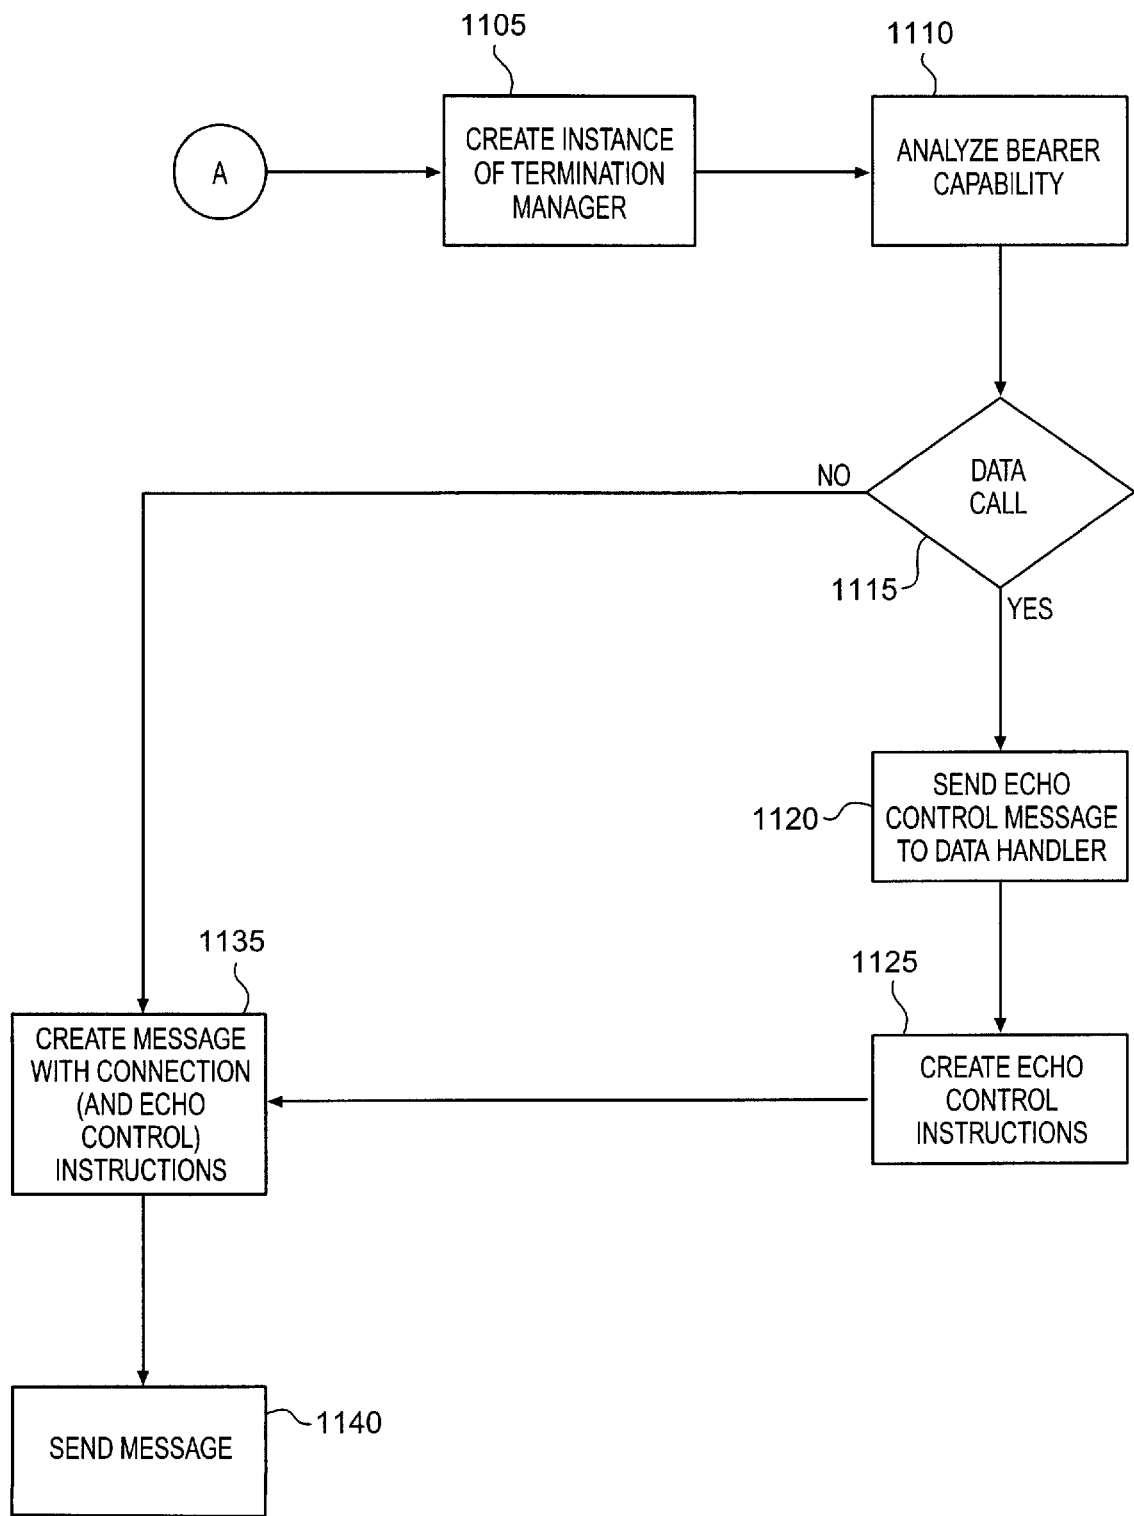 1105
1110
A
CREATE INSTANCE
OF TERMINATION
MANAGER
ANALYZE BEARER
CAPABILITY
NO
DATA
CALL
1115
YES
1120
SEND ECHO
CONTROL MESSAGE
TO DATA HANDLER
1135
1125
CREATE MESSAGE
WITH CONNECTION
(AND ECHO
CONTROL)
INSTRUCTIONS
CREATE ECHO
CONTROL
INSTRUCTIONS
SEND MESSAGE
1140